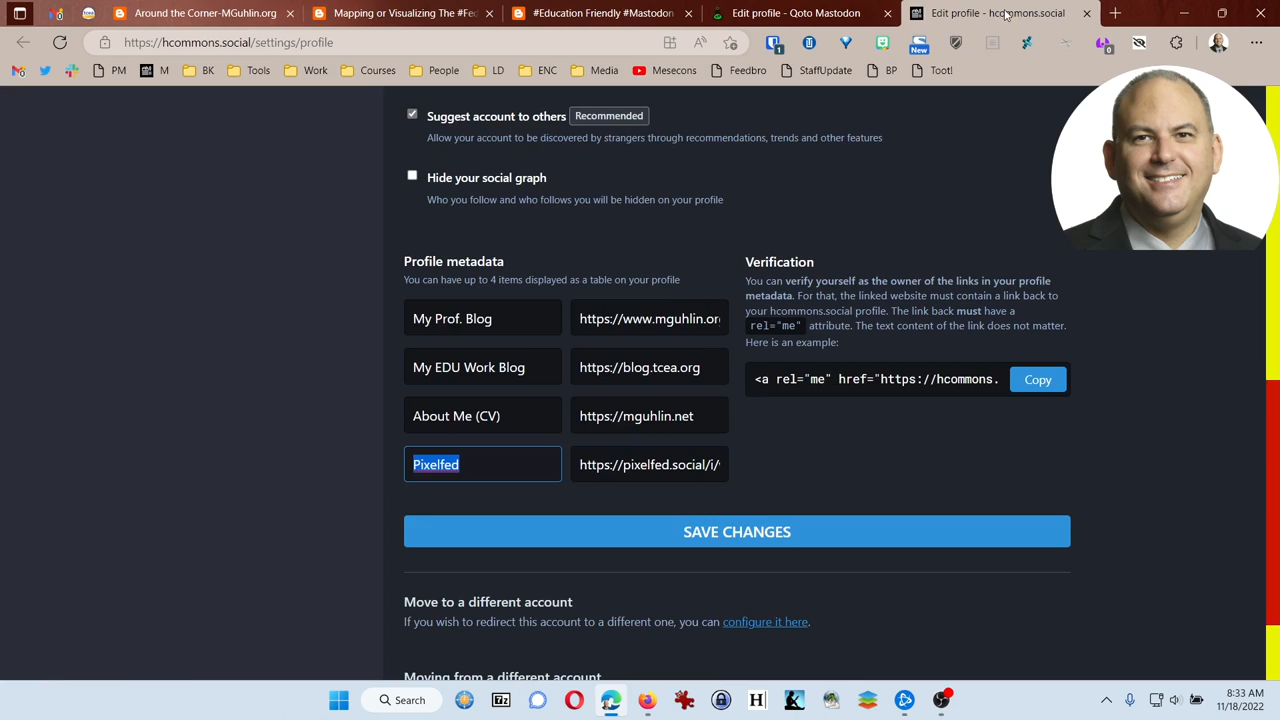 Around the Corner-MGuhlin.org
Mapping or Visualizing The #Fed
#Education Friendly #Mastodon
Edit profile - Qoto Mastodon
Edit profile - hcommons.social
https://hcommons.social/settings/profile
PM
M
BK
Tools
Work
Courses
People
LD
ENC
Media
Mesecons
Feedbro
StaffUpdate
BP
Toot!
1
New
0
Suggest account to others Recommended
Allow your account to be discovered by strangers through recommendations, trends and other features
Hide your social graph
Who you follow and who follows you will be hidden on your profile
Profile metadata
You can have up to 4 items displayed as a table on your profile
My Prof. Blog https://www.mguhlin.or
My EDU Work Blog https://blog.tcea.org
About Me (CV) https://mguhlin.net
Pixelfed https://pixelfed.social/i/
Verification
You can verify yourself as the owner of the links in your profile
metadata. For that, the linked website must contain a link back to
your hcommons.social profile. The link back must have a
rel="me" attribute. The text content of the link does not matter.
Here is an example:
<a rel="me" href="https://hcommons. Copy
SAVE CHANGES
Move to a different account
If you wish to redirect this account to a different one, you can configure it here.
Moving from a different account
Search
8:33 AM
11/18/2022